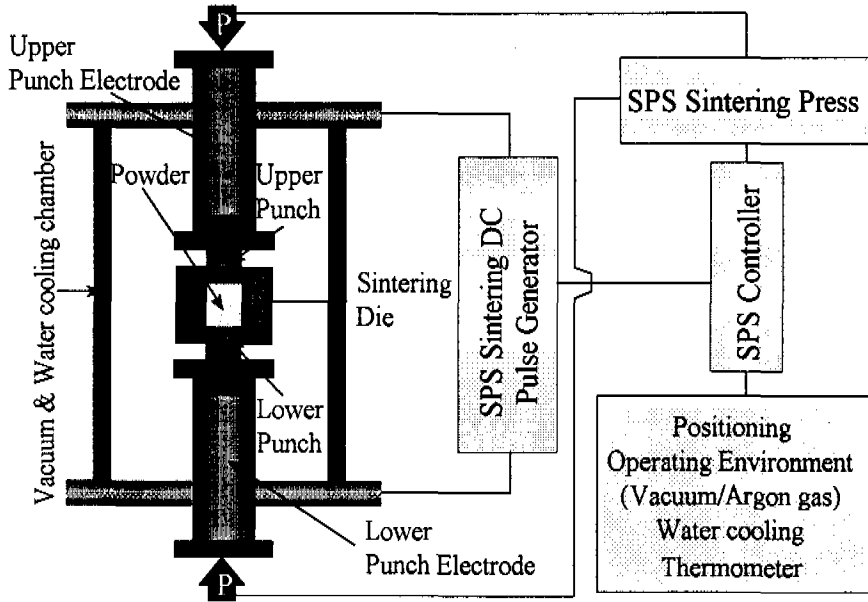 P
Upper
Punch Electrode
SPS Sintering Press
Powder
Upper
Punch
Vacuum & Water cooling chamber
Sintering
Die
SPS Sintering DC
Pulse Generator
SPS Controller
Lower
Punch
Positioning
Operating Environment
(Vacuum/Argon gas)
Water cooling
Thermometer
Lower
Punch Electrode
P